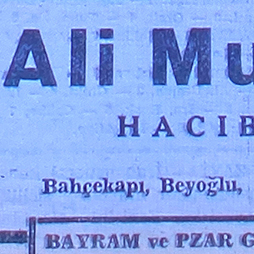 Ali Mu
HACIB
Bahçekapı, Beyoğlu,
BAYRAM ve PZAR G